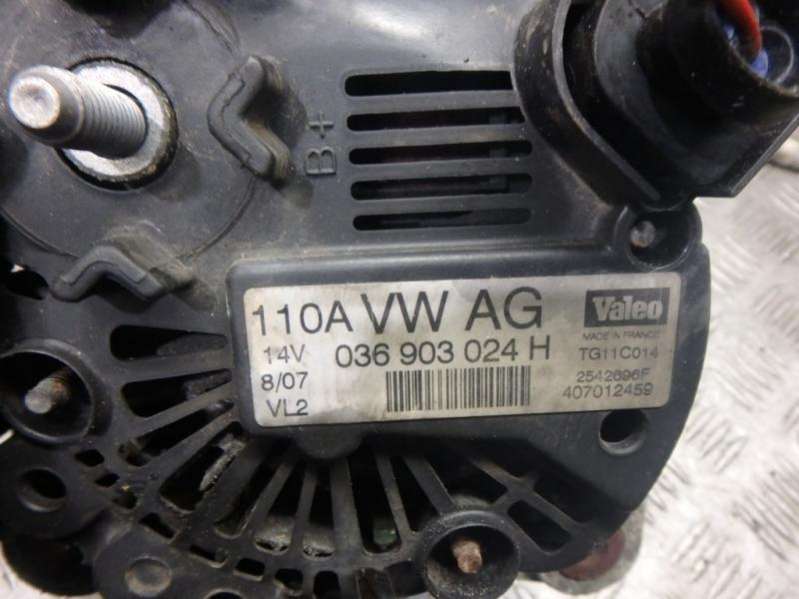 B+
110A VW AG
Valeo
MADE IN FRANCE
14V
036 903 024 H
TG11C014
8/07
2542696F
VL2
407012459